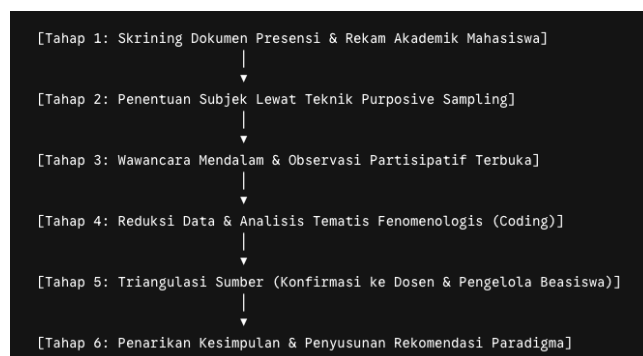 [Tahap 1: Skrining Dokumen Presensi & Rekam Akademik Mahasiswa]
[Tahap 2: Penentuan Subjek Lewat Teknik Purposive Sampling]
[Tahap 3: Wawancara Mendalam & Observasi Partisipatif Terbuka]
[Tahap 4: Reduksi Data & Analisis Tematis Fenomenologis (Coding)]
[Tahap 5: Triangulasi Sumber (Konfirmasi ke Dosen & Pengelola Beasiswa)]
[Tahap 6: Penarikan Kesimpulan & Penyusunan Rekomendasi Paradigma]